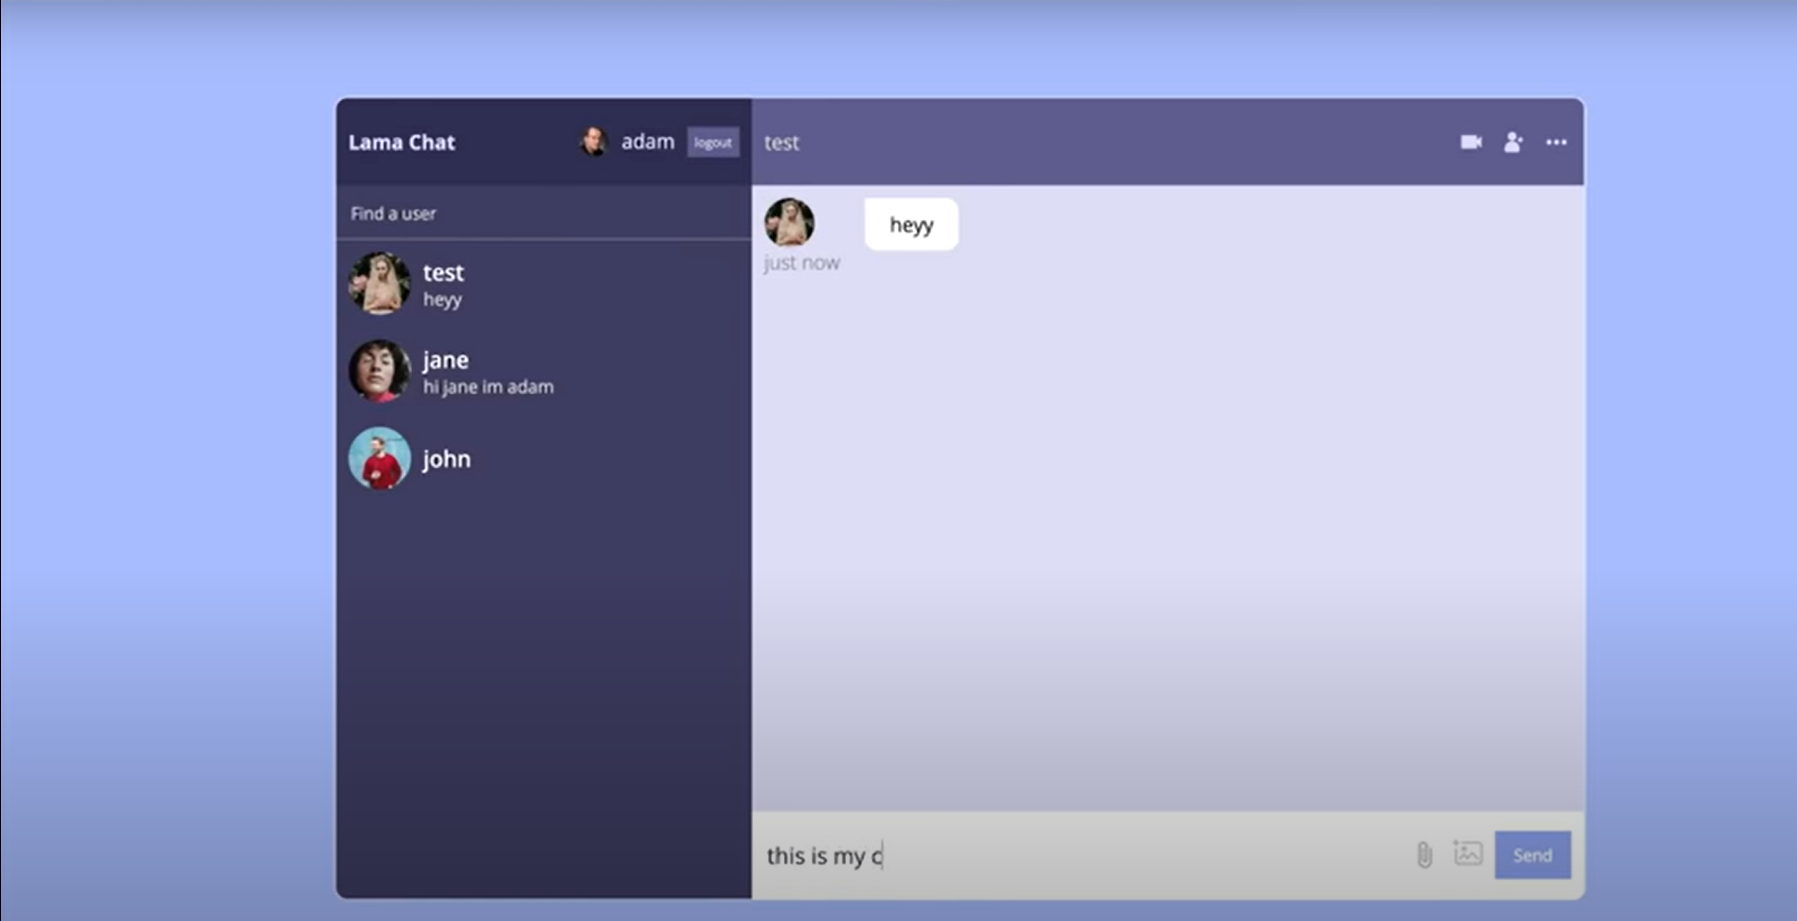 Lama Chat
adam
logout
Find a user
test
heyy
jane
hi jane im adam
john
test
heyy
just now
this is my c
Send